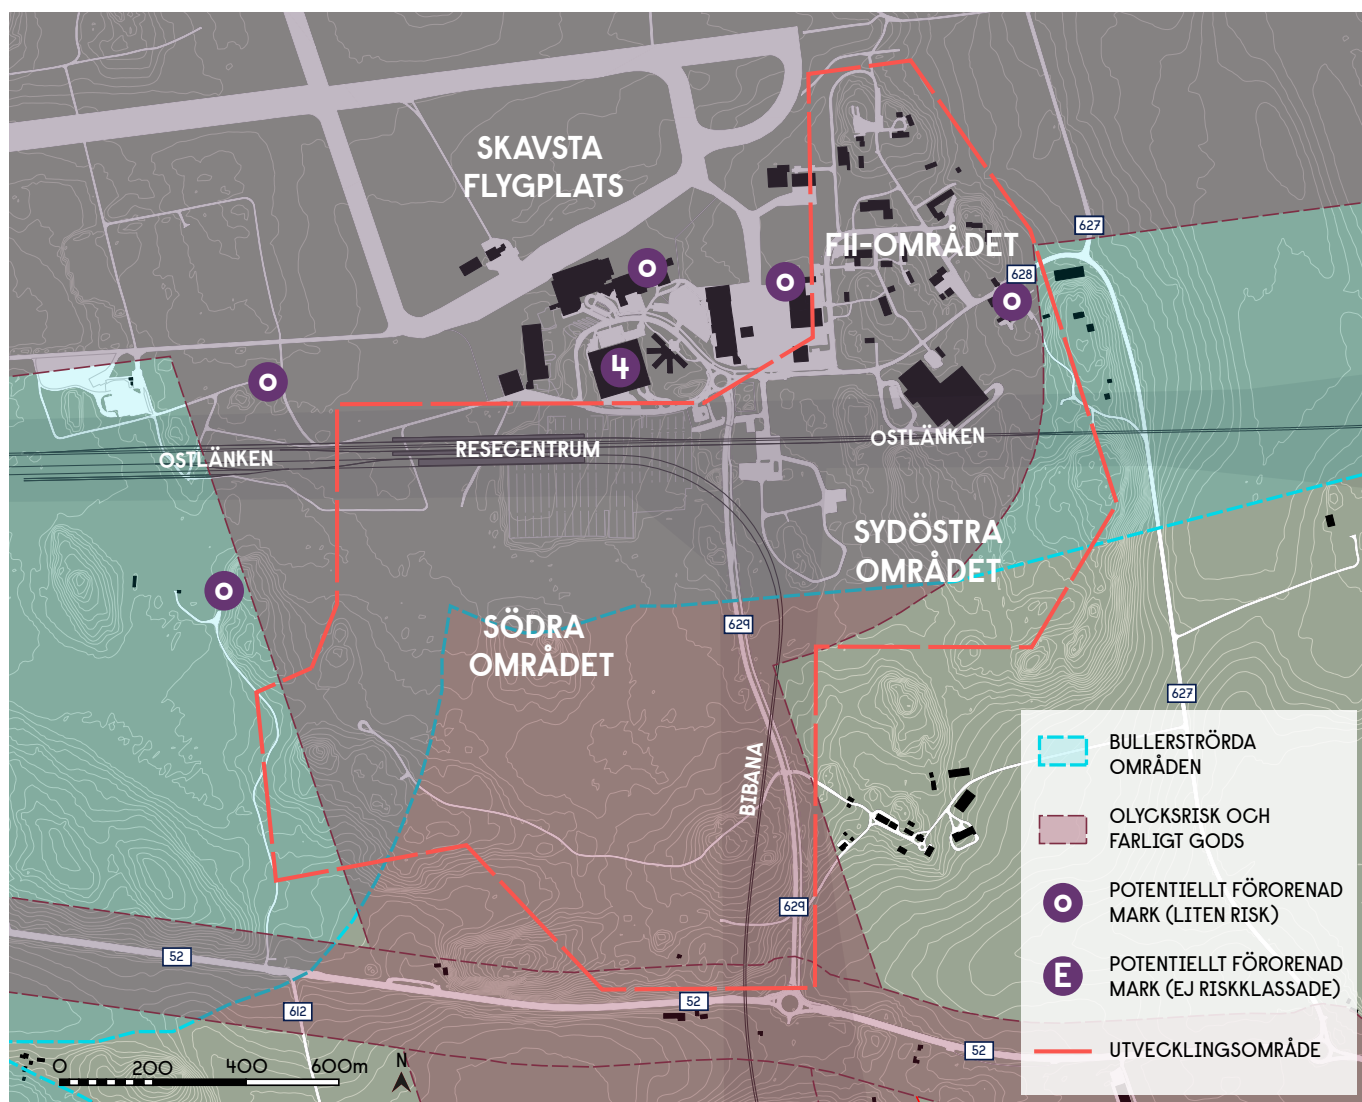 SKAVSTA
FLYGPLATS
F11-OMRÅDET
627
628
O
O
O
O
O
4
OSTLÄNKEN
RESECENTRUM
OSTLÄNKEN
SYDÖSTRA
OMRÅDET
SÖDRA
OMRÅDET
629
627
BIBANA
629
52
612
52
52
0 200 400 600m
N
BULLERSTRÖRDA
OMRÅDEN
OLYCKSRISK OCH
FARLIGT GODS
O
POTENTIELLT FÖRORENAD
MARK (LITEN RISK)
E
POTENTIELLT FÖRORENAD
MARK (EJ RISKKLASSADE)
UTVECKLINGSOMRÅDE